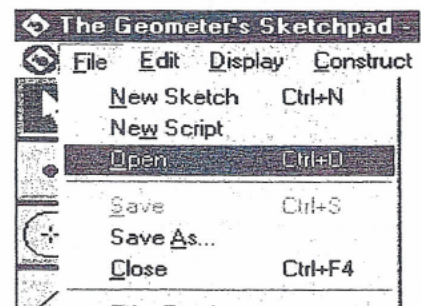 The Geometer's Sketchpad
File Edit Display Construct
New Sketch Ctrl+N
New Script
Open... Ctrl+O
Save Ctrl+S
Save As...
Close Ctrl+F4